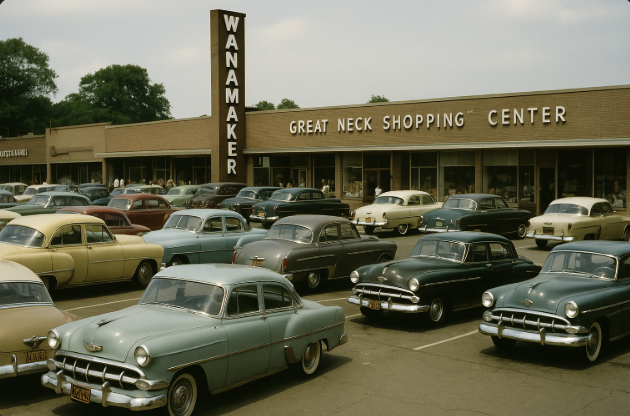 WANAMAKER
GREAT NECK SHOPPING CENTER